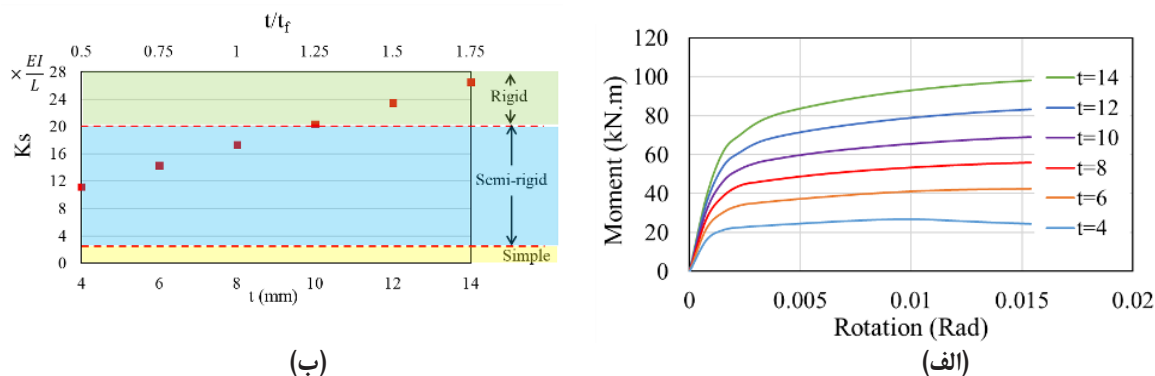 t/tf
0.5 0.75 1 1.25 1.5 1.75
× EI/L
28
24
20
16
12
8
4
0
Ks
Rigid
Semi-rigid
Simple
4 6 8 10 12 14
t (mm)
(ب)
120
100
80
60
40
20
0
Moment (kN.m)
t=14
t=12
t=10
t=8
t=6
t=4
0 0.005 0.01 0.015 0.02
Rotation (Rad)
(الف)